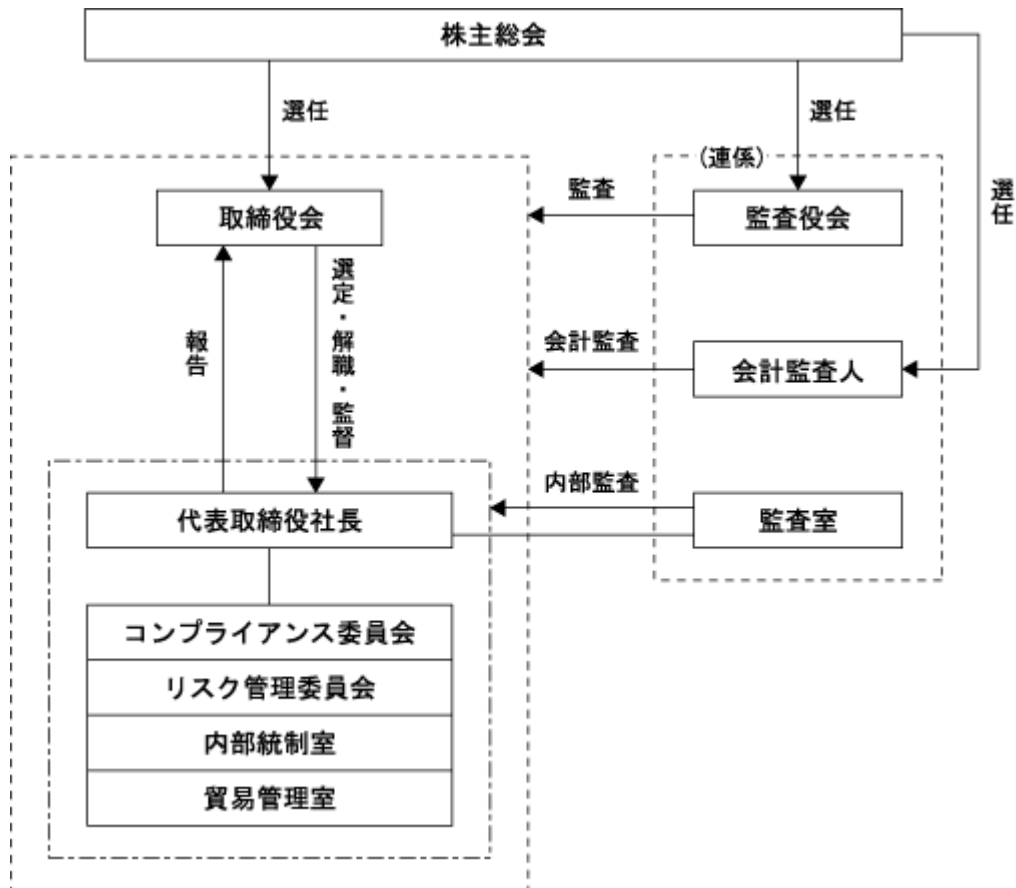 株主総会
選任
選任
(連係)
選任
監査
取締役会
監査役会
選定・解職・監督
報告
会計監査
会計監査人
内部監査
代表取締役社長
監査室
コンプライアンス委員会
リスク管理委員会
内部統制室
貿易管理室